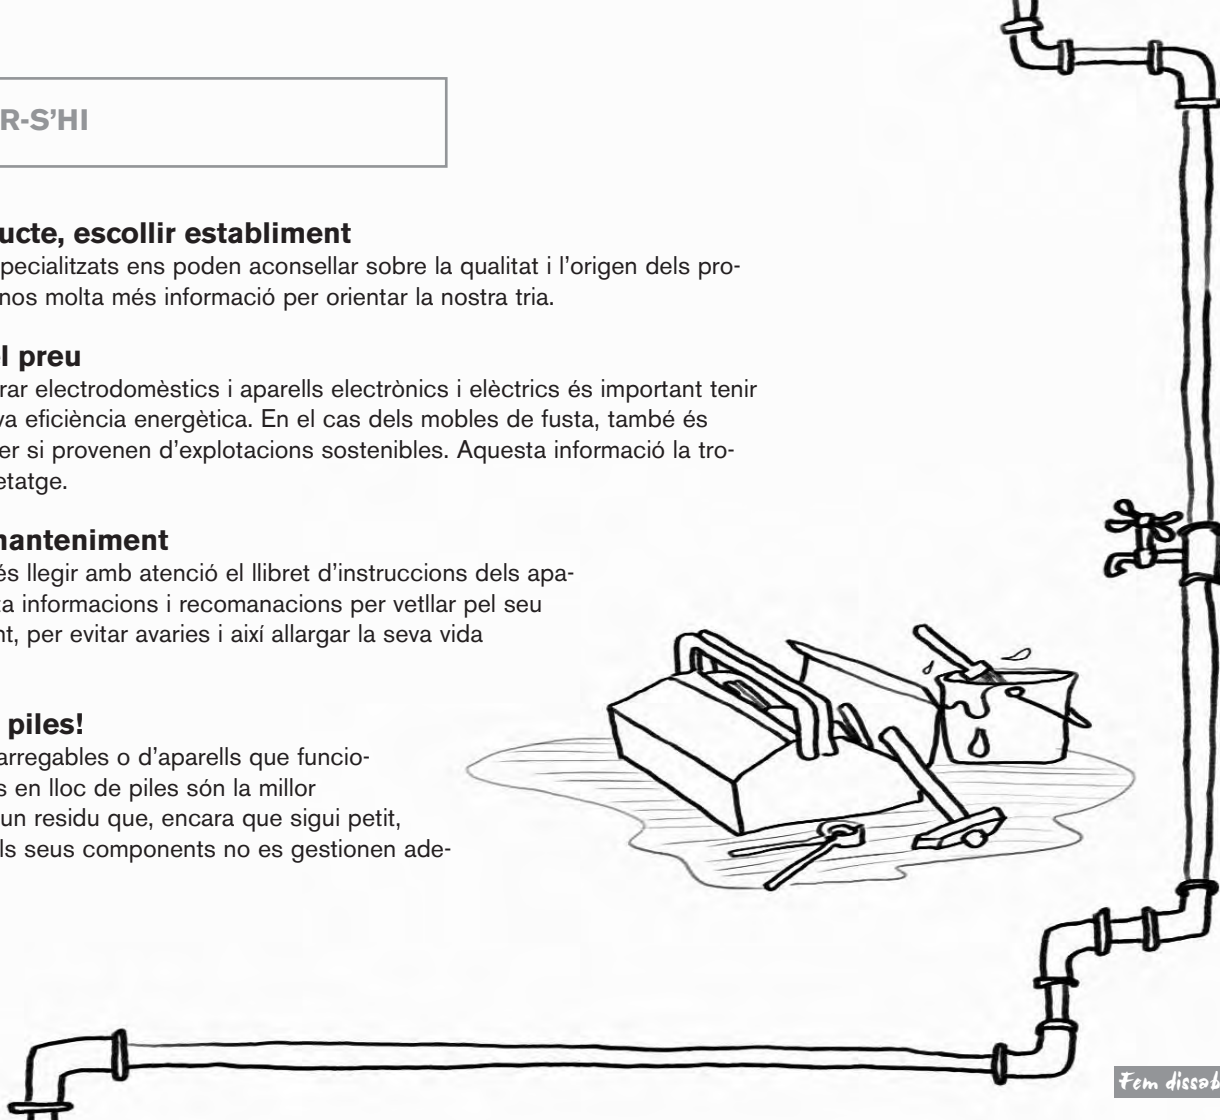 R-S'HI
ucte, escollir establiment
pecialitzats ens poden aconsellar sobre la qualitat i l'origen dels pro-
nos molta més informació per orientar la nostra tria.
l preu
rar electrodomèstics i aparells electrònics i elèctrics és important tenir
va eficiència energètica. En el cas dels mobles de fusta, també és
er si provenen d'explotacions sostenibles. Aquesta informació la tro-
etatge.
manteniment
és llegir amb atenció el llibret d'instruccions dels apa-
ta informacions i recomanacions per vetllar pel seu
nt, per evitar avaries i així allargar la seva vida
piles!
arregables o d'aparells que funcio-
s en lloc de piles són la millor
un residu que, encara que sigui petit,
ls seus components no es gestionen ade-
Fem dissab